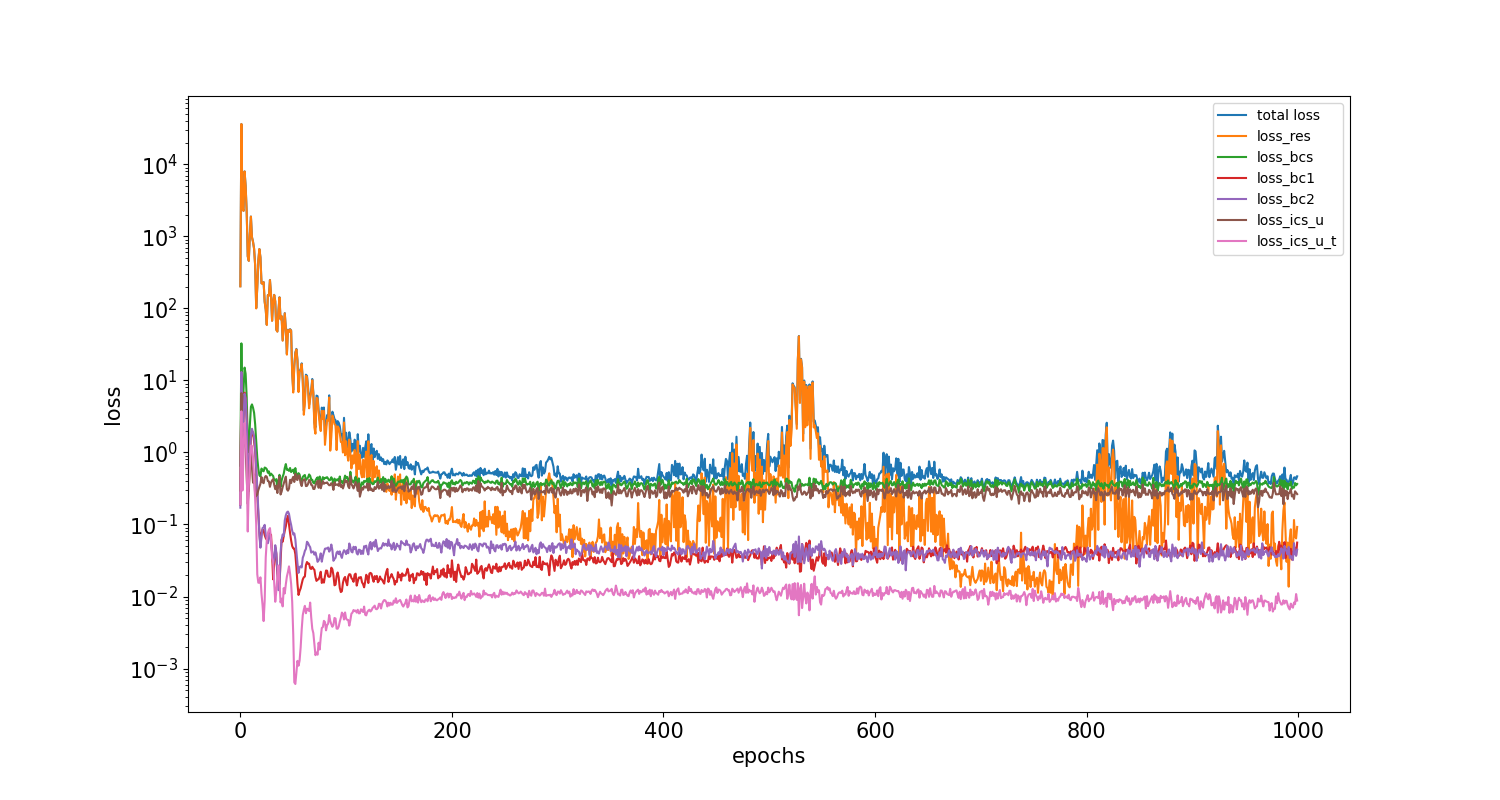 total loss
loss_res
loss_bcs
loss_bc1
loss_bc2
loss_ics_u
loss_ics_u_t
10^4
10^3
10^2
10^1
10^0
10^-1
10^-2
10^-3
loss
0 200 400 600 800 1000
epochs